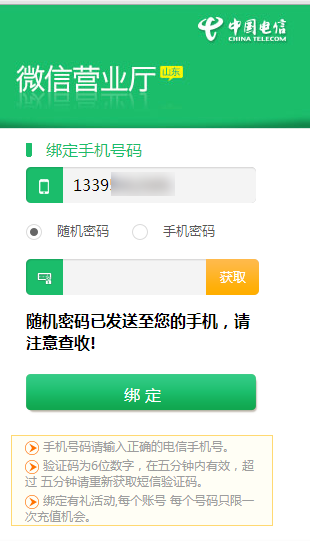 中国电信
CHINA TELECOM
微信营业厅 山东
绑定手机号码
1339
随机密码 手机密码
获取
随机密码已发送至您的手机，请
注意查收!
绑 定
手机号码请输入正确的电信手机号。
验证码为6位数字，在五分钟内有效，超
过 五分钟请重新获取短信验证码。
绑定有礼活动,每个账号 每个号码只限一
次充值机会。